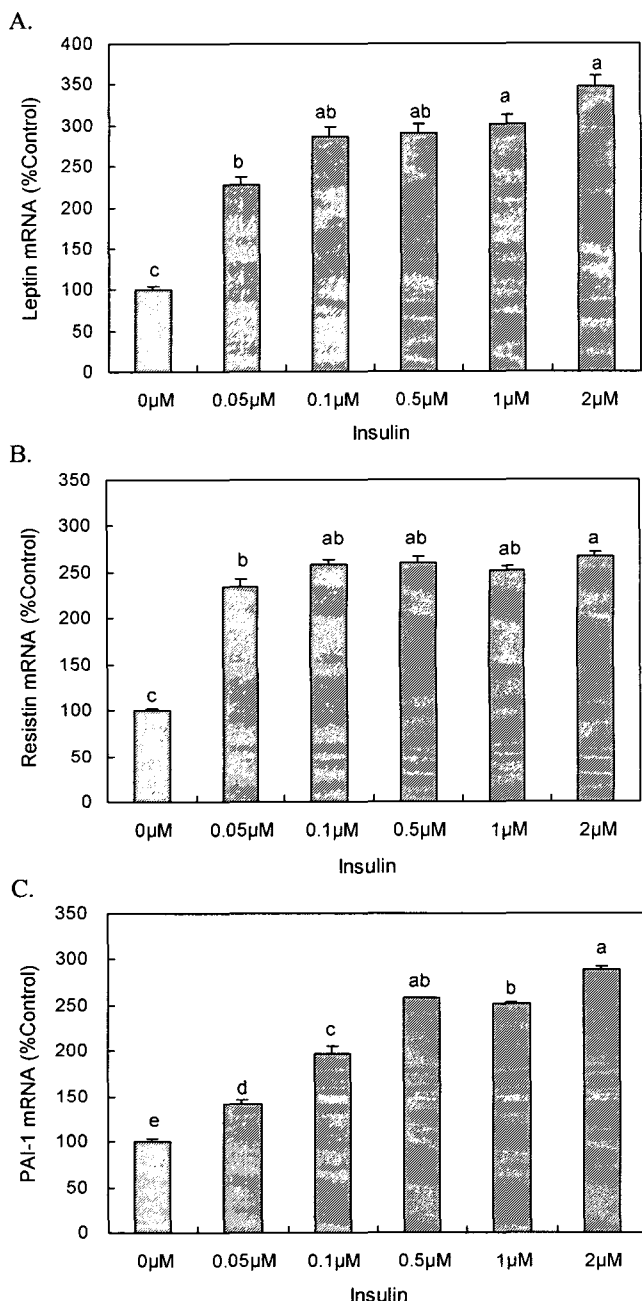 A.
400
350
300
250
200
150
100
50
0
Leptin mRNA (%Control)
c
b
ab
ab
a
a
0µM 0.05µM 0.1µM 0.5µM 1µM 2µM
Insulin
B.
350
300
250
200
150
100
50
0
Resistin mRNA (%Control)
c
b
ab
ab
ab
a
0µM 0.05µM 0.1µM 0.5µM 1µM 2µM
Insulin
C.
350
300
250
200
150
100
50
0
PAI-1 mRNA (%Control)
e
d
c
ab
b
a
0µM 0.05µM 0.1µM 0.5µM 1µM 2µM
Insulin